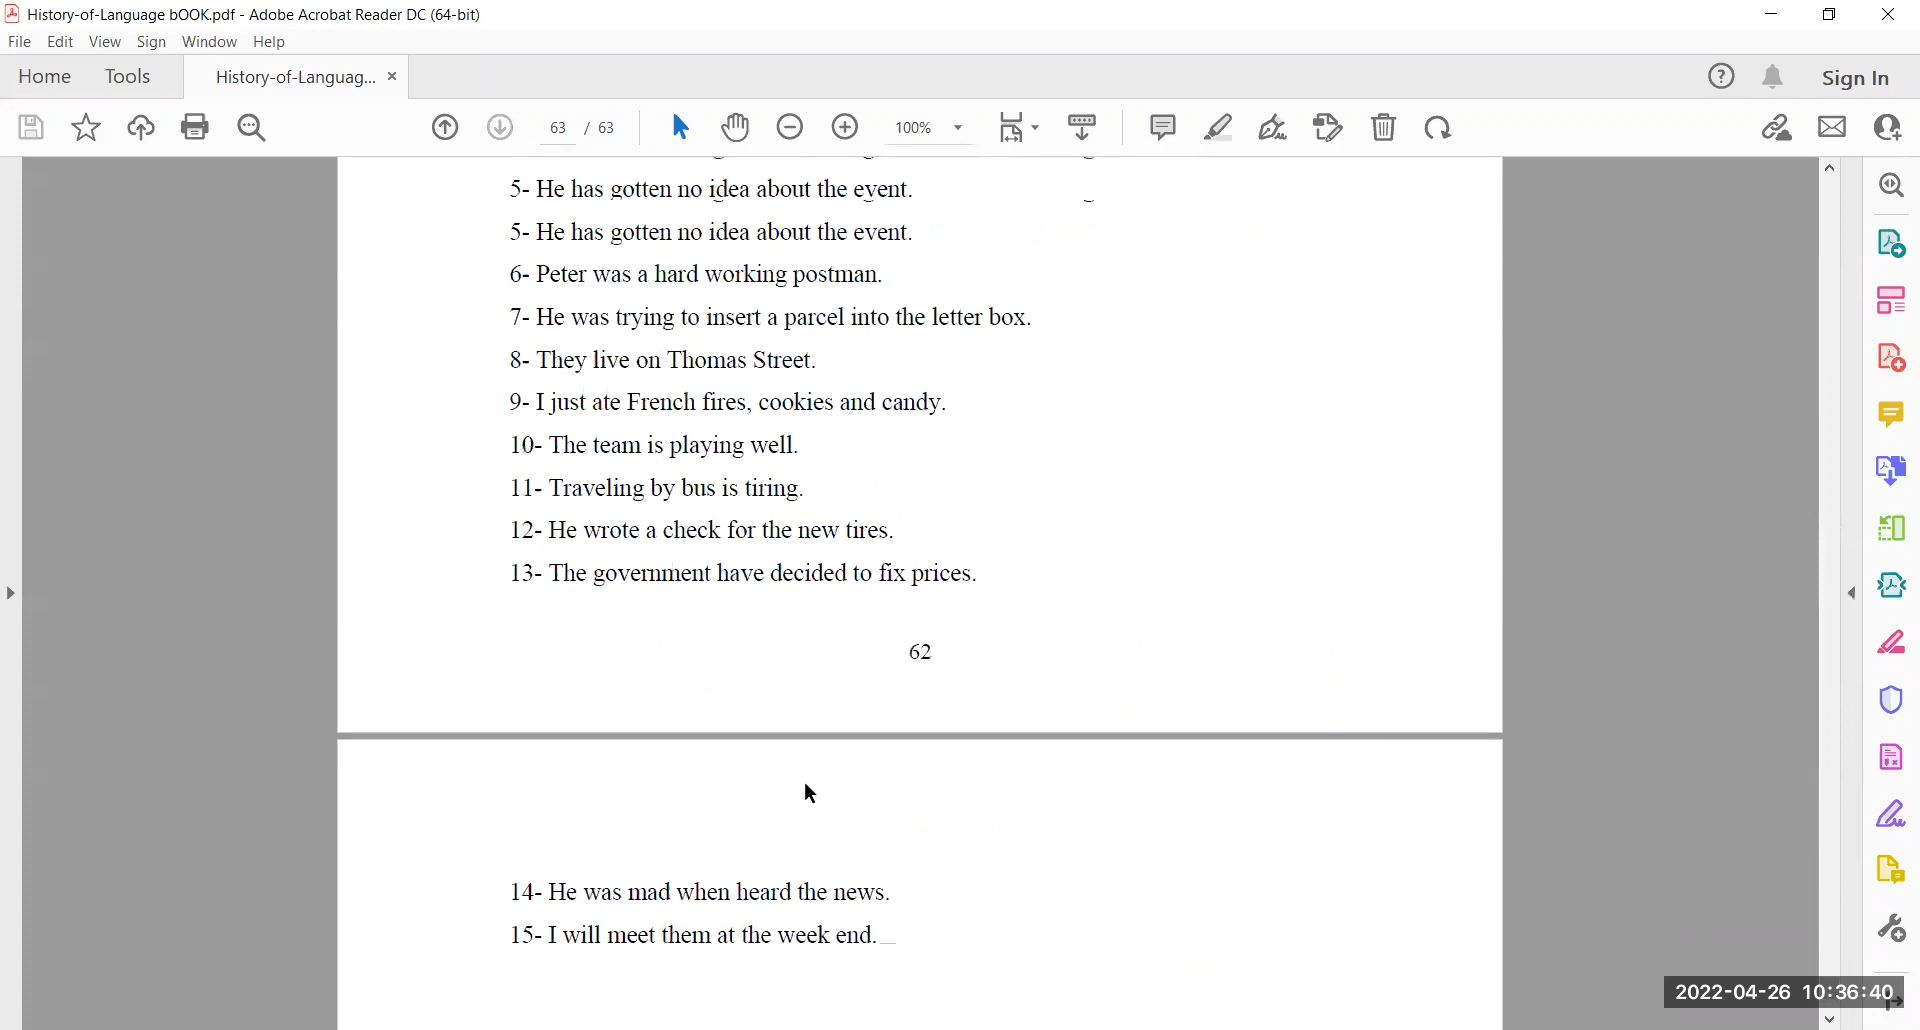 History-of-Language bOOK.pdf - Adobe Acrobat Reader DC (64-bit)
File Edit View Sign Window Help
Home Tools History-of-Languag... × Sign In
63 / 63 100%
5- He has gotten no idea about the event.
5- He has gotten no idea about the event.
6- Peter was a hard working postman.
7- He was trying to insert a parcel into the letter box.
8- They live on Thomas Street.
9- I just ate French fires, cookies and candy.
10- The team is playing well.
11- Traveling by bus is tiring.
12- He wrote a check for the new tires.
13- The government have decided to fix prices.
62
14- He was mad when heard the news.
15- I will meet them at the week end.
2022-04-26 10:36:40